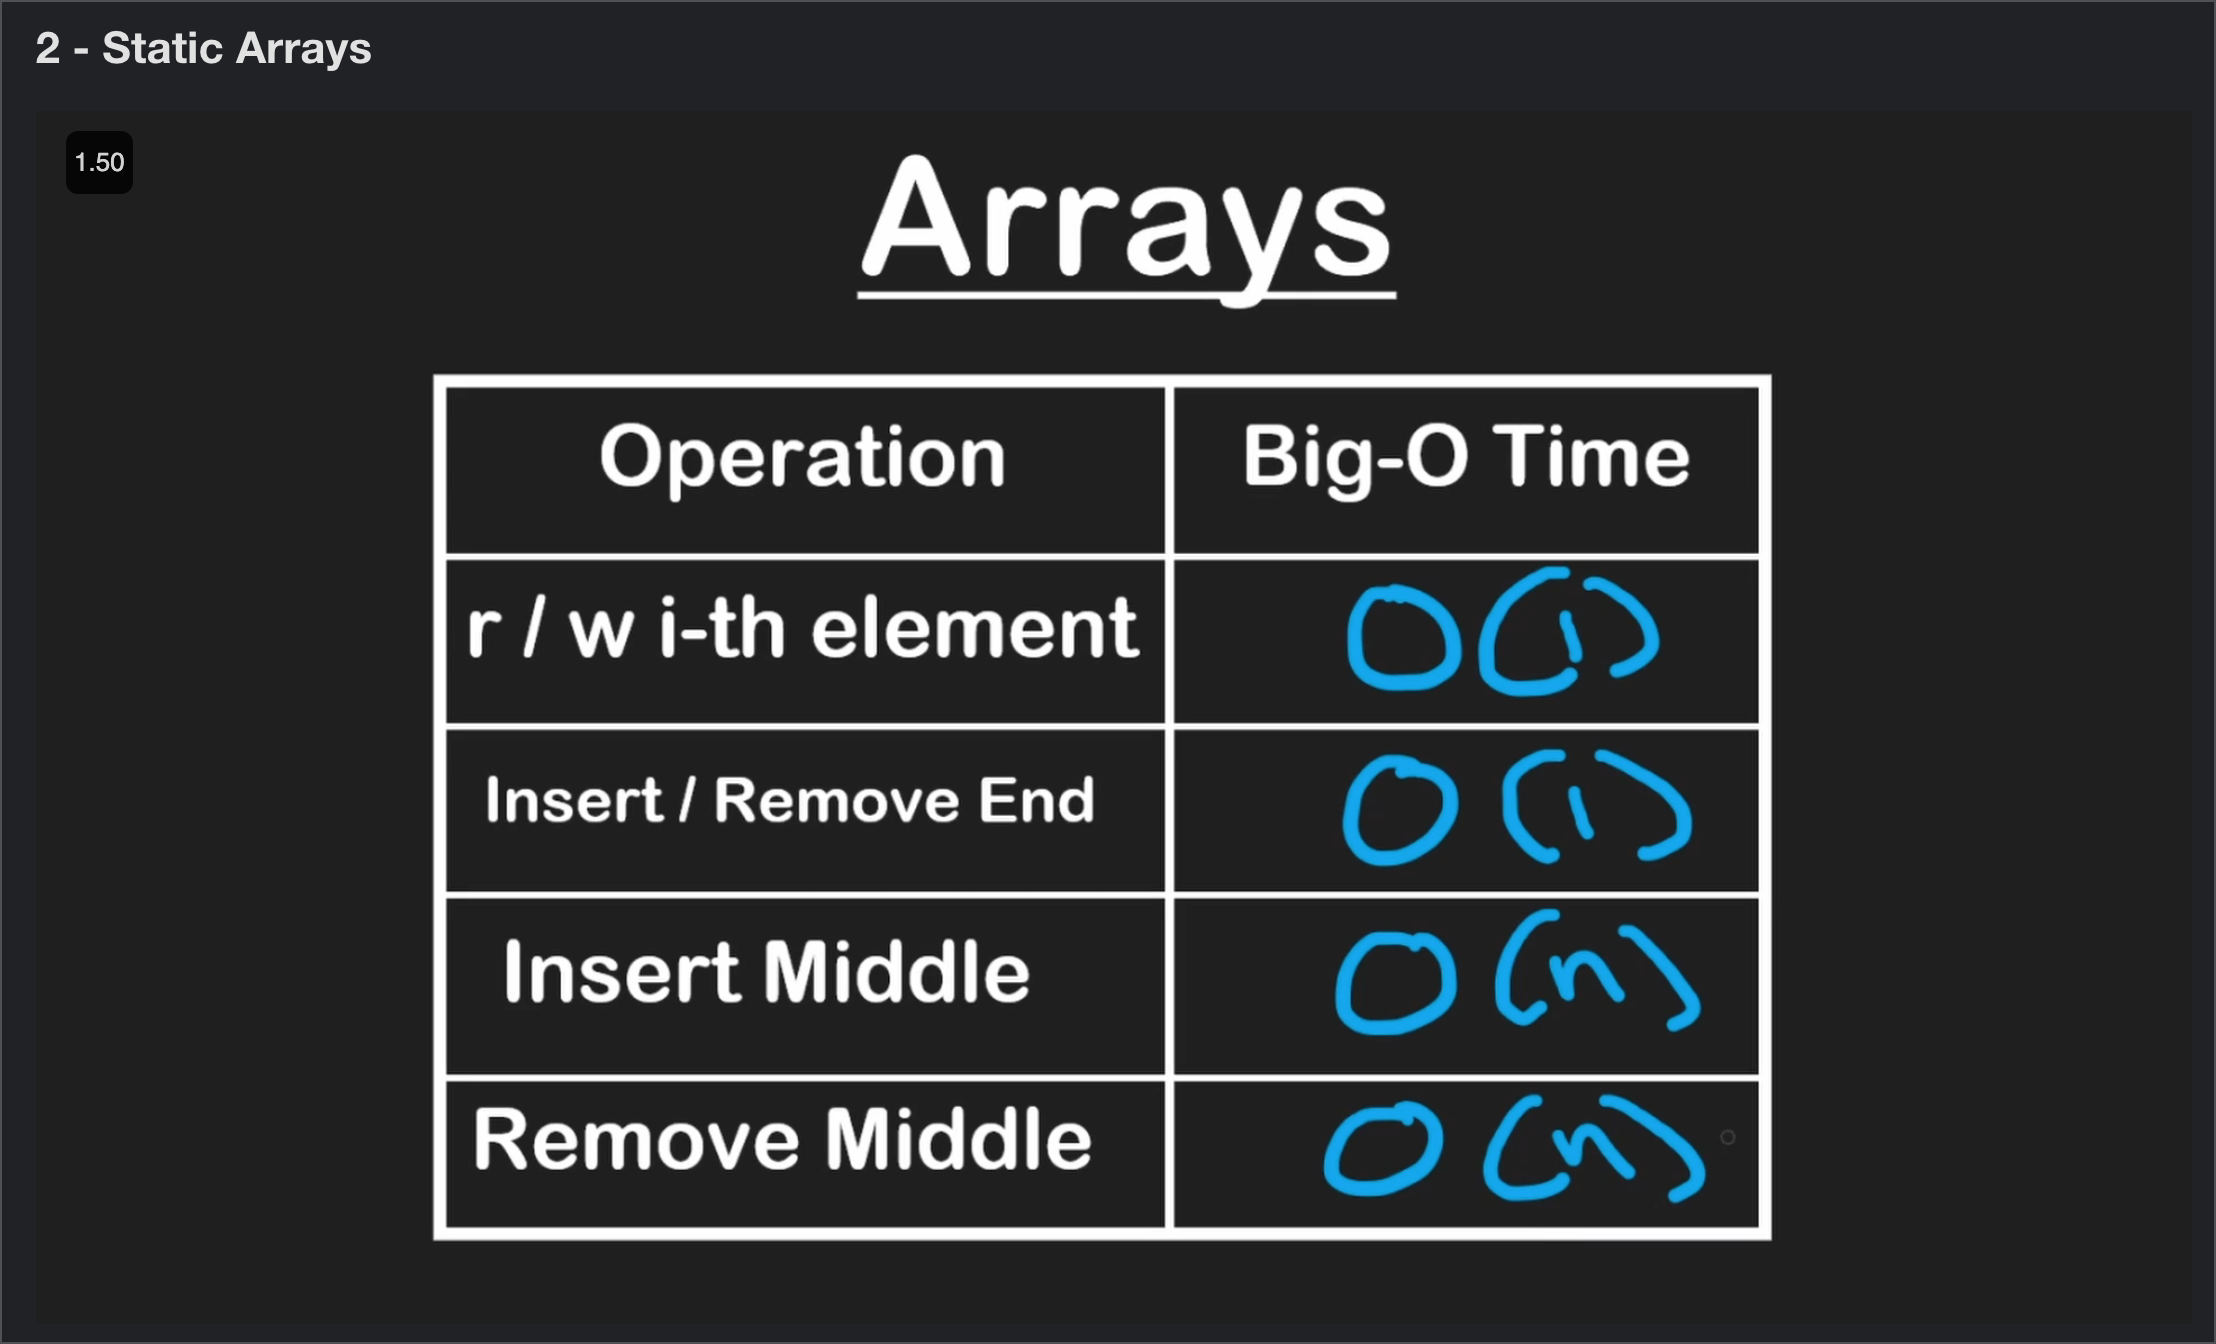 2 - Static Arrays
1.50
Arrays
Operation Big-O Time
r / w i-th element O(1)
Insert / Remove End O(1)
Insert Middle O(n)
Remove Middle O(n)